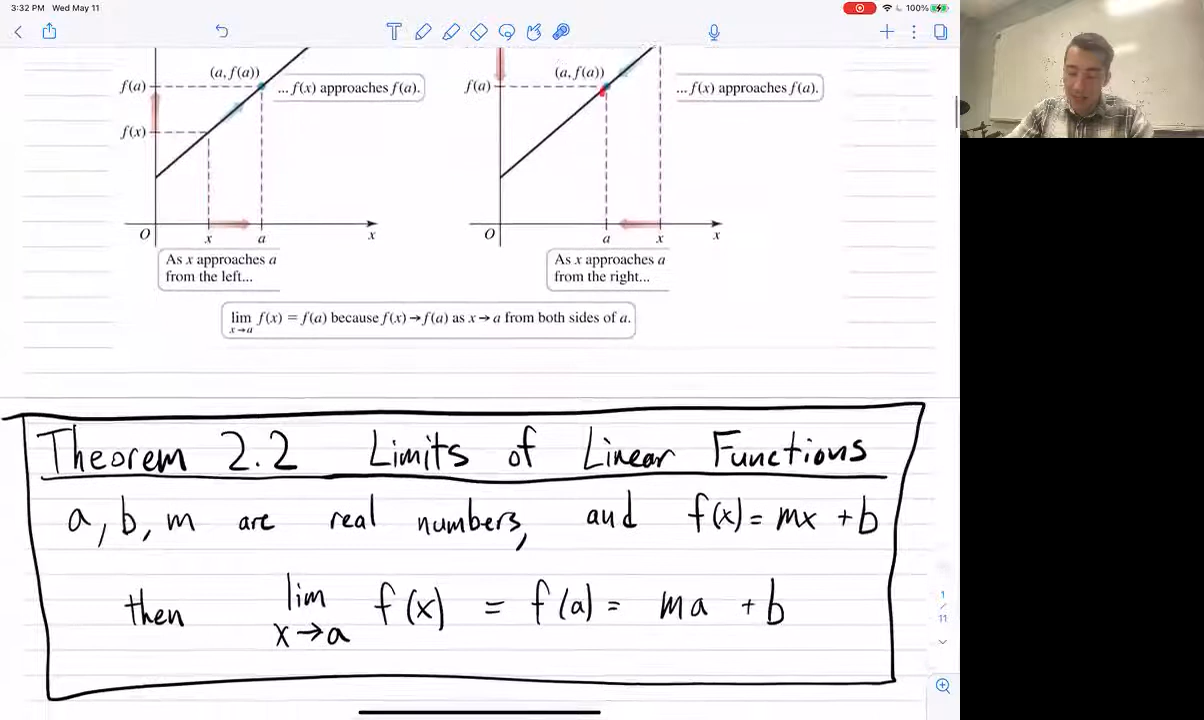 3:32 PM Wed May 11
100%
(a, f(a))
f(a)
... f(x) approaches f(a).
f(x)
O
x
a
x
As x approaches a
from the left...
(a, f(a))
f(a)
... f(x) approaches f(a).
O
a
x
x
As x approaches a
from the right...
lim f(x) = f(a) because f(x) → f(a) as x → a from both sides of a.
x→a
Theorem 2.2 Limits of Linear Functions
a, b, m are real numbers, and f(x) = mx + b
then lim f(x) = f(a) = ma + b
x→a
1
/
11